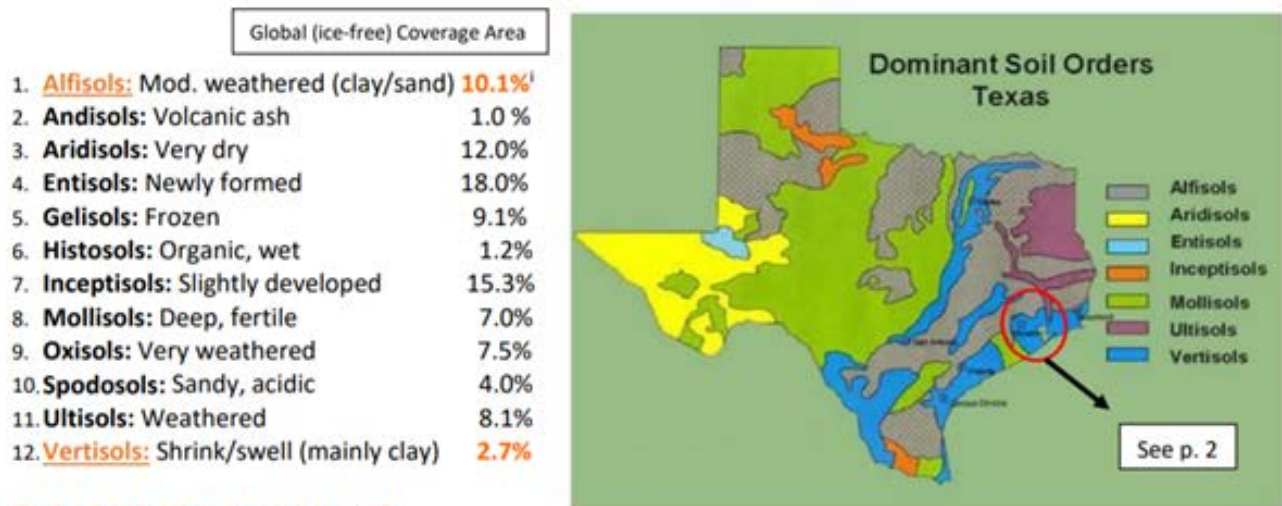 Global (ice-free) Coverage Area
1. Alfisols: Mod. weathered (clay/sand) 10.1%i
2. Andisols: Volcanic ash 1.0 %
3. Aridisols: Very dry 12.0%
4. Entisols: Newly formed 18.0%
5. Gelisols: Frozen 9.1%
6. Histosols: Organic, wet 1.2%
7. Inceptisols: Slightly developed 15.3%
8. Mollisols: Deep, fertile 7.0%
9. Oxisols: Very weathered 7.5%
10. Spodosols: Sandy, acidic 4.0%
11. Ultisols: Weathered 8.1%
12. Vertisols: Shrink/swell (mainly clay) 2.7%
Dominant Soil Orders
Texas
Alfisols
Aridisols
Entisols
Inceptisols
Mollisols
Ultisols
Vertisols
See p. 2